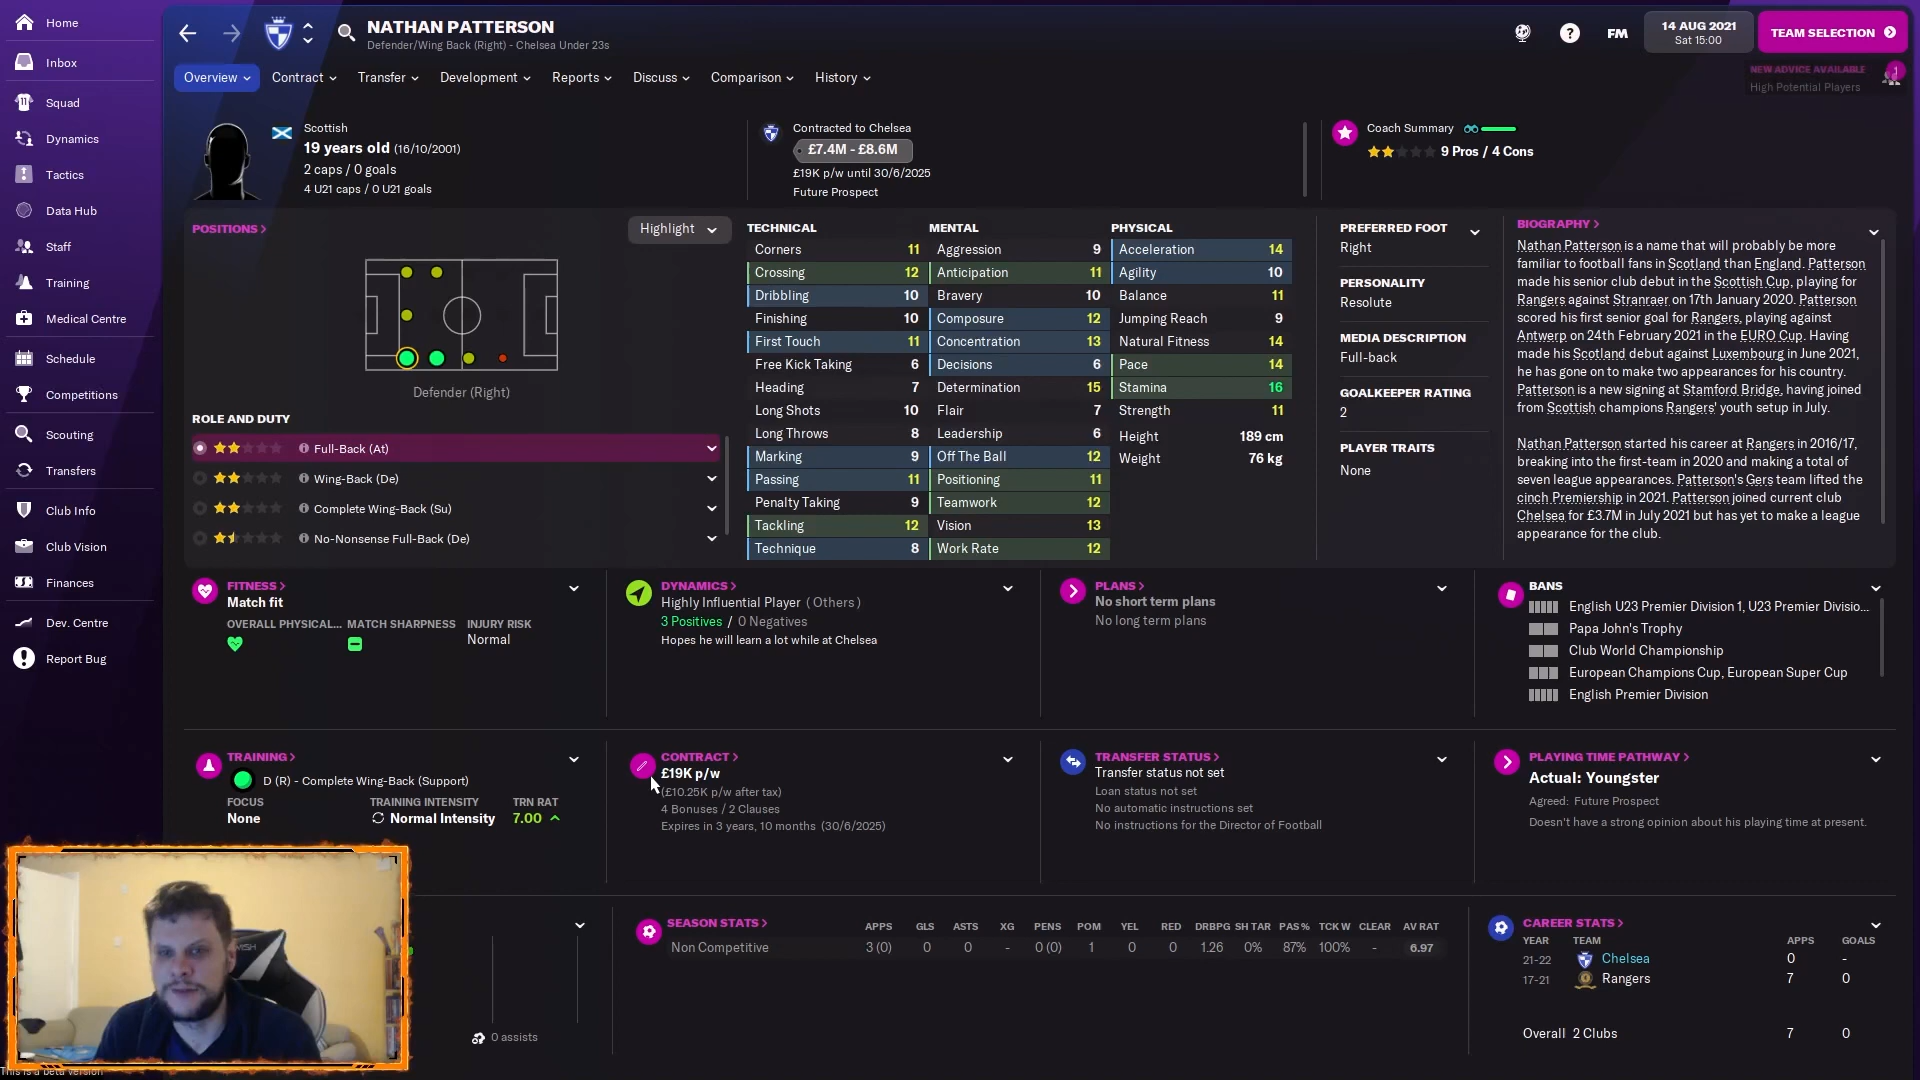 Home
Inbox
Squad
Dynamics
Tactics
Data Hub
Staff
Training
Medical Centre
Schedule
Competitions
Scouting
Transfers
Club Info
Club Vision
Finances
Dev. Centre
Report Bug
NATHAN PATTERSON
Defender/Wing Back (Right) - Chelsea Under 23s
FM
14 AUG 2021
Sat 15:00
TEAM SELECTION
NEW ADVICE AVAILABLE
High Potential Players
1
Overview
Contract
Transfer
Development
Reports
Discuss
Comparison
History
Scottish
19 years old (16/10/2001)
2 caps / 0 goals
4 U21 caps / 0 U21 goals
Contracted to Chelsea
£7.4M - £8.6M
£19K p/w until 30/6/2025
Future Prospect
Coach Summary
9 Pros / 4 Cons
POSITIONS >
Highlight
Defender (Right)
ROLE AND DUTY
Full-Back (At)
Wing-Back (De)
Complete Wing-Back (Su)
No-Nonsense Full-Back (De)
TECHNICAL
Corners 11
Crossing 12
Dribbling 10
Finishing 10
First Touch 11
Free Kick Taking 6
Heading 7
Long Shots 10
Long Throws 8
Marking 9
Passing 11
Penalty Taking 9
Tackling 12
Technique 8
MENTAL
Aggression 9
Anticipation 11
Bravery 10
Composure 12
Concentration 13
Decisions 6
Determination 15
Flair 7
Leadership 6
Off The Ball 12
Positioning 11
Teamwork 12
Vision 13
Work Rate 12
PHYSICAL
Acceleration 14
Agility 10
Balance 11
Jumping Reach 9
Natural Fitness 14
Pace 14
Stamina 16
Strength 11
Height 189 cm
Weight 76 kg
PREFERRED FOOT
Right
PERSONALITY
Resolute
MEDIA DESCRIPTION
Full-back
GOALKEEPER RATING
2
PLAYER TRAITS
None
BIOGRAPHY >
Nathan Patterson is a name that will probably be more
familiar to football fans in Scotland than England. Patterson
made his senior club debut in the Scottish Cup, playing for
Rangers against Stranraer on 17th January 2020. Patterson
scored his first senior goal for Rangers, playing against
Antwerp on 24th February 2021 in the EURO Cup. Having
made his Scotland debut against Luxembourg in June 2021,
he has gone on to make two appearances for his country.
Patterson is a new signing at Stamford Bridge, having joined
from Scottish champions Rangers' youth setup in July.
Nathan Patterson started his career at Rangers in 2016/17,
breaking into the first-team in 2020 and making a total of
seven league appearances. Patterson's Gers team lifted the
cinch Premiership in 2021. Patterson joined current club
Chelsea for £3.7M in July 2021 but has yet to make a league
appearance for the club.
FITNESS >
Match fit
OVERALL PHYSICAL... MATCH SHARPNESS INJURY RISK
Normal
DYNAMICS >
Highly Influential Player ( Others )
3 Positives / 0 Negatives
Hopes he will learn a lot while at Chelsea
PLANS >
No short term plans
No long term plans
BANS
English U23 Premier Division 1, U23 Premier Divisio...
Papa John's Trophy
Club World Championship
European Champions Cup, European Super Cup
English Premier Division
TRAINING >
D (R) - Complete Wing-Back (Support)
FOCUS TRAINING INTENSITY TRN RAT
None Normal Intensity 7.00
CONTRACT >
£19K p/w
(£10.25K p/w after tax)
4 Bonuses / 2 Clauses
Expires in 3 years, 10 months (30/6/2025)
TRANSFER STATUS >
Transfer status not set
Loan status not set
No automatic instructions set
No instructions for the Director of Football
PLAYING TIME PATHWAY >
Actual: Youngster
Agreed: Future Prospect
Doesn't have a strong opinion about his playing time at present.
0 assists
SEASON STATS > APPS GLS ASTS XG PENS POM YEL RED DRBPG SH TAR PAS % TCK W CLEAR AV RAT
Non Competitive 3 (0) 0 0 - 0 (0) 1 0 0 1.26 0% 87% 100% - 6.97
CAREER STATS >
YEAR TEAM APPS GOALS
21-22 Chelsea 0 -
17-21 Rangers 7 0
Overall 2 Clubs 7 0
This is a beta version